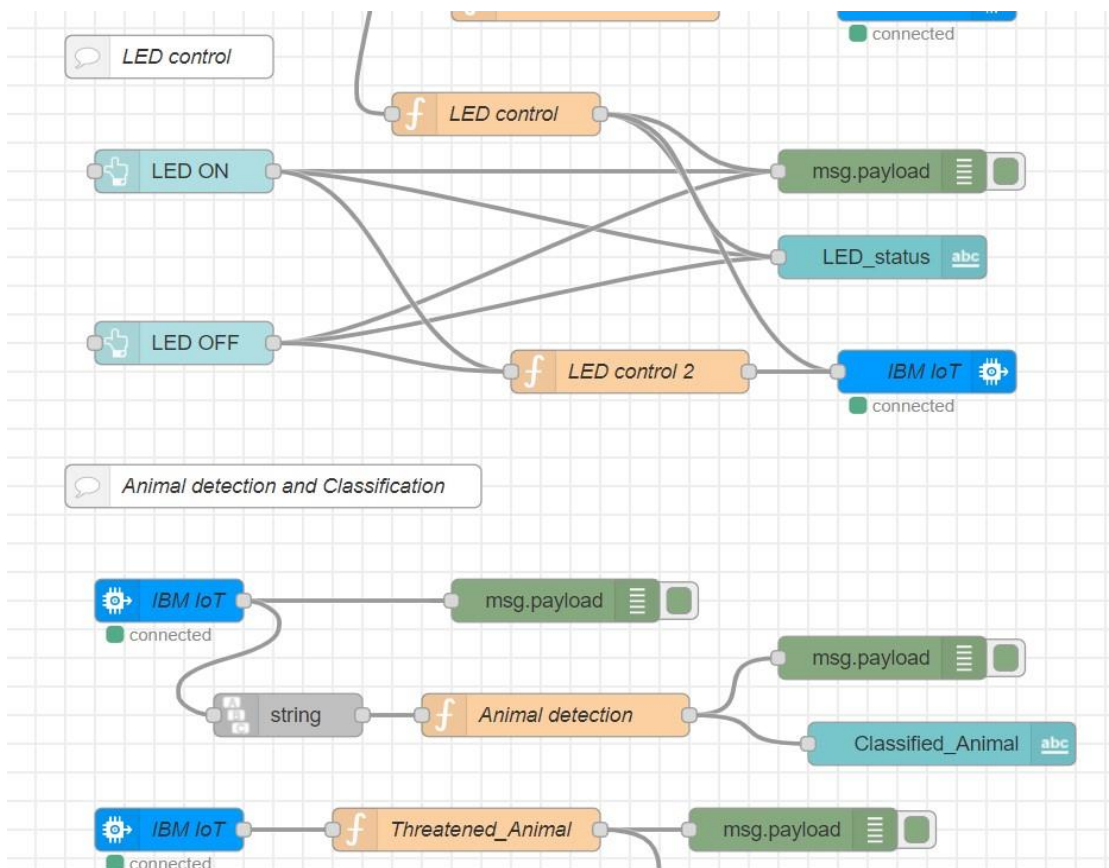 connected
LED control
LED control
LED ON
msg.payload
LED_status
abc
LED OFF
LED control 2
IBM IoT
connected
Animal detection and Classification
IBM IoT
msg.payload
connected
msg.payload
A
B
C
string
Animal detection
Classified_Animal
abc
IBM IoT
Threatened_Animal
msg.payload
connected